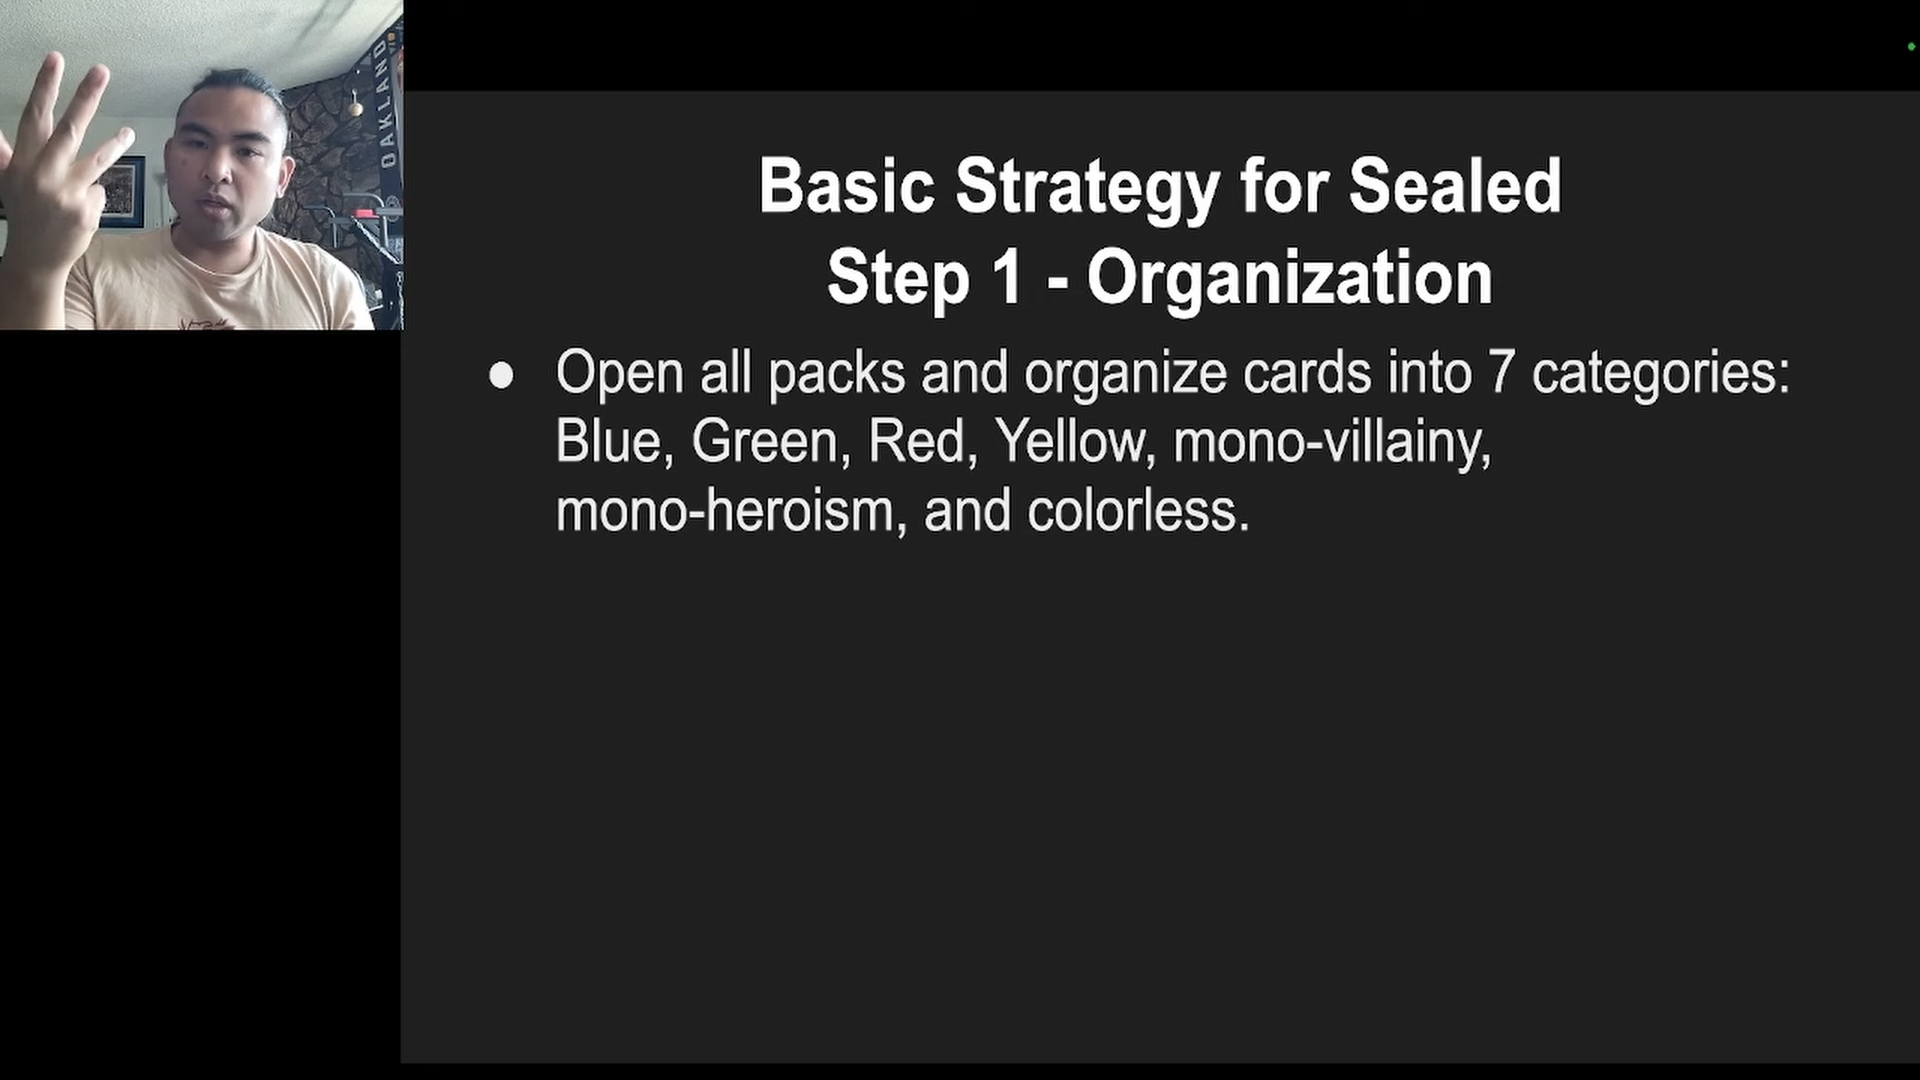 OAKLAND
Basic Strategy for Sealed
Step 1 - Organization
● Open all packs and organize cards into 7 categories:
Blue, Green, Red, Yellow, mono-villainy,
mono-heroism, and colorless.